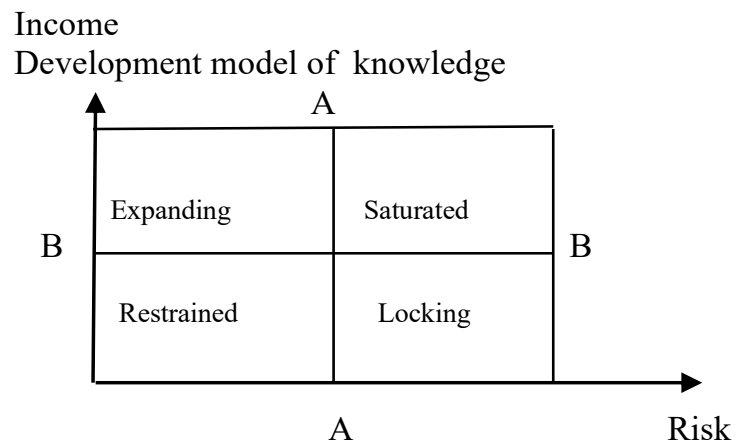 Income
Development model of knowledge
A
Expanding Saturated
B B
Restrained Locking
A Risk